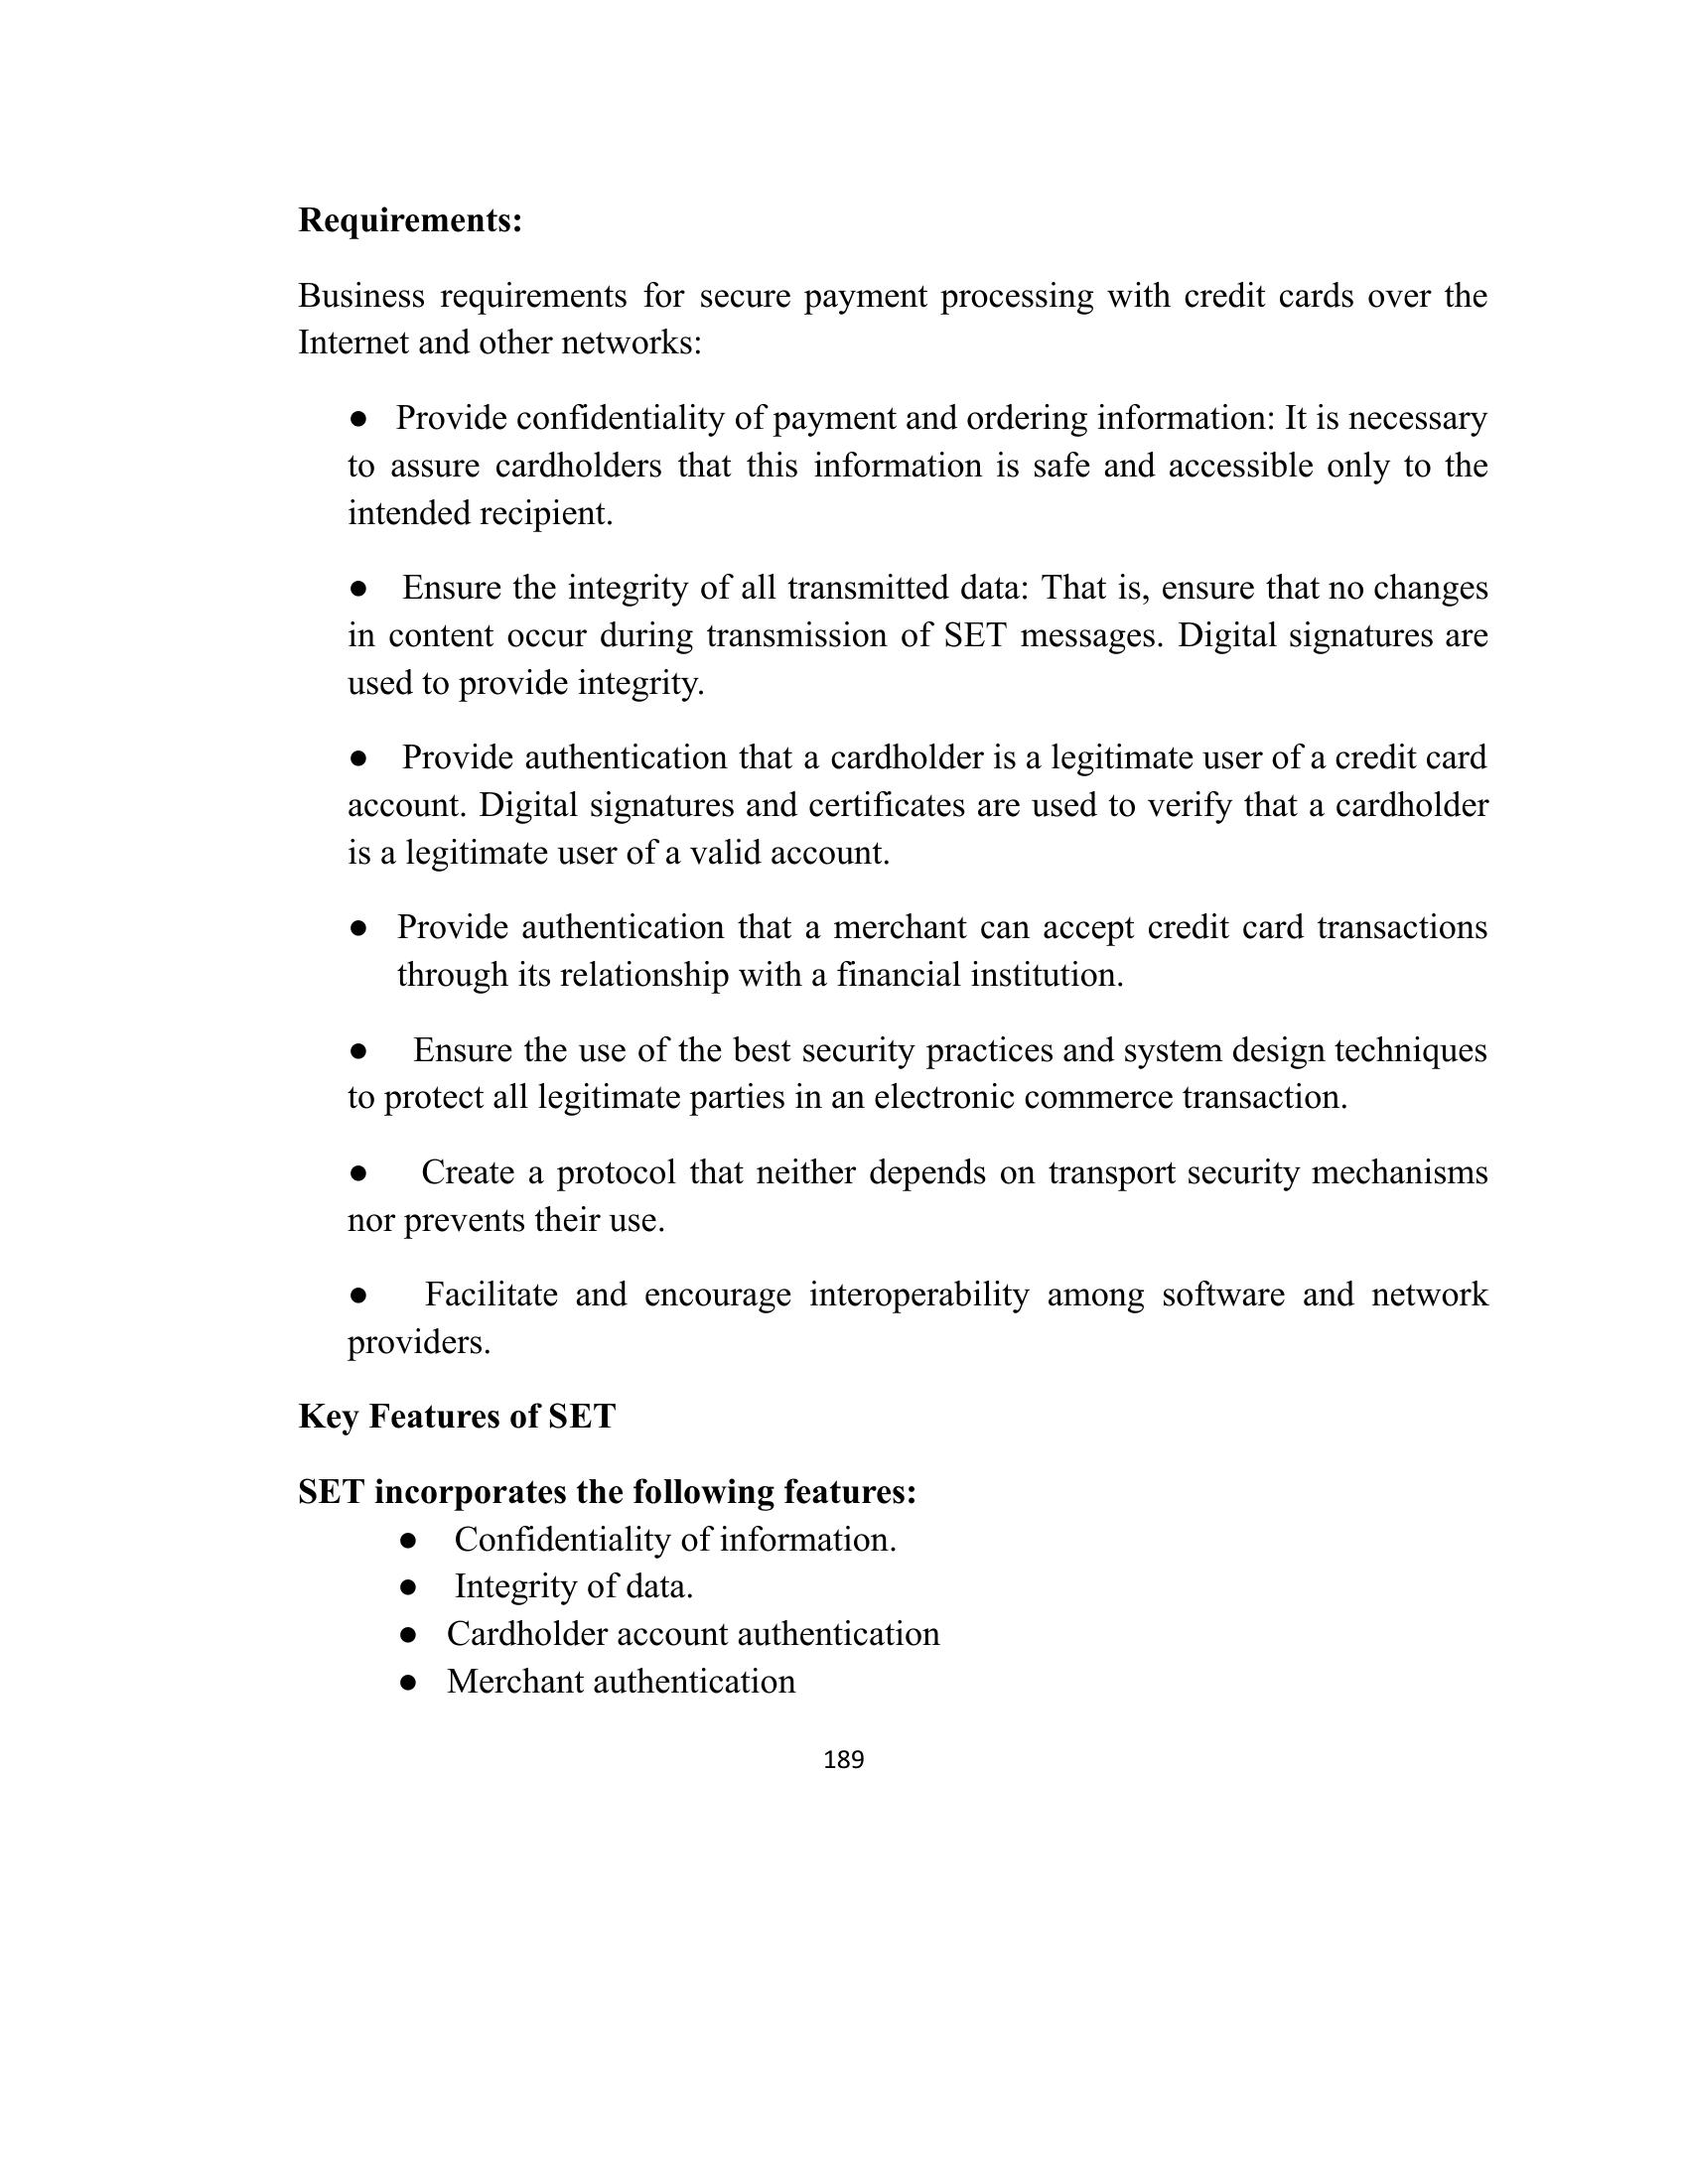 Requirements:
Business requirements for secure payment processing with credit cards over the
Internet and other networks:
● Provide confidentiality of payment and ordering information: It is necessary
to assure cardholders that this information is safe and accessible only to the
intended recipient.
● Ensure the integrity of all transmitted data: That is, ensure that no changes
in content occur during transmission of SET messages. Digital signatures are
used to provide integrity.
● Provide authentication that a cardholder is a legitimate user of a credit card
account. Digital signatures and certificates are used to verify that a cardholder
is a legitimate user of a valid account.
● Provide authentication that a merchant can accept credit card transactions
through its relationship with a financial institution.
● Ensure the use of the best security practices and system design techniques
to protect all legitimate parties in an electronic commerce transaction.
● Create a protocol that neither depends on transport security mechanisms
nor prevents their use.
● Facilitate and encourage interoperability among software and network
providers.
Key Features of SET
SET incorporates the following features:
● Confidentiality of information.
● Integrity of data.
● Cardholder account authentication
● Merchant authentication
189